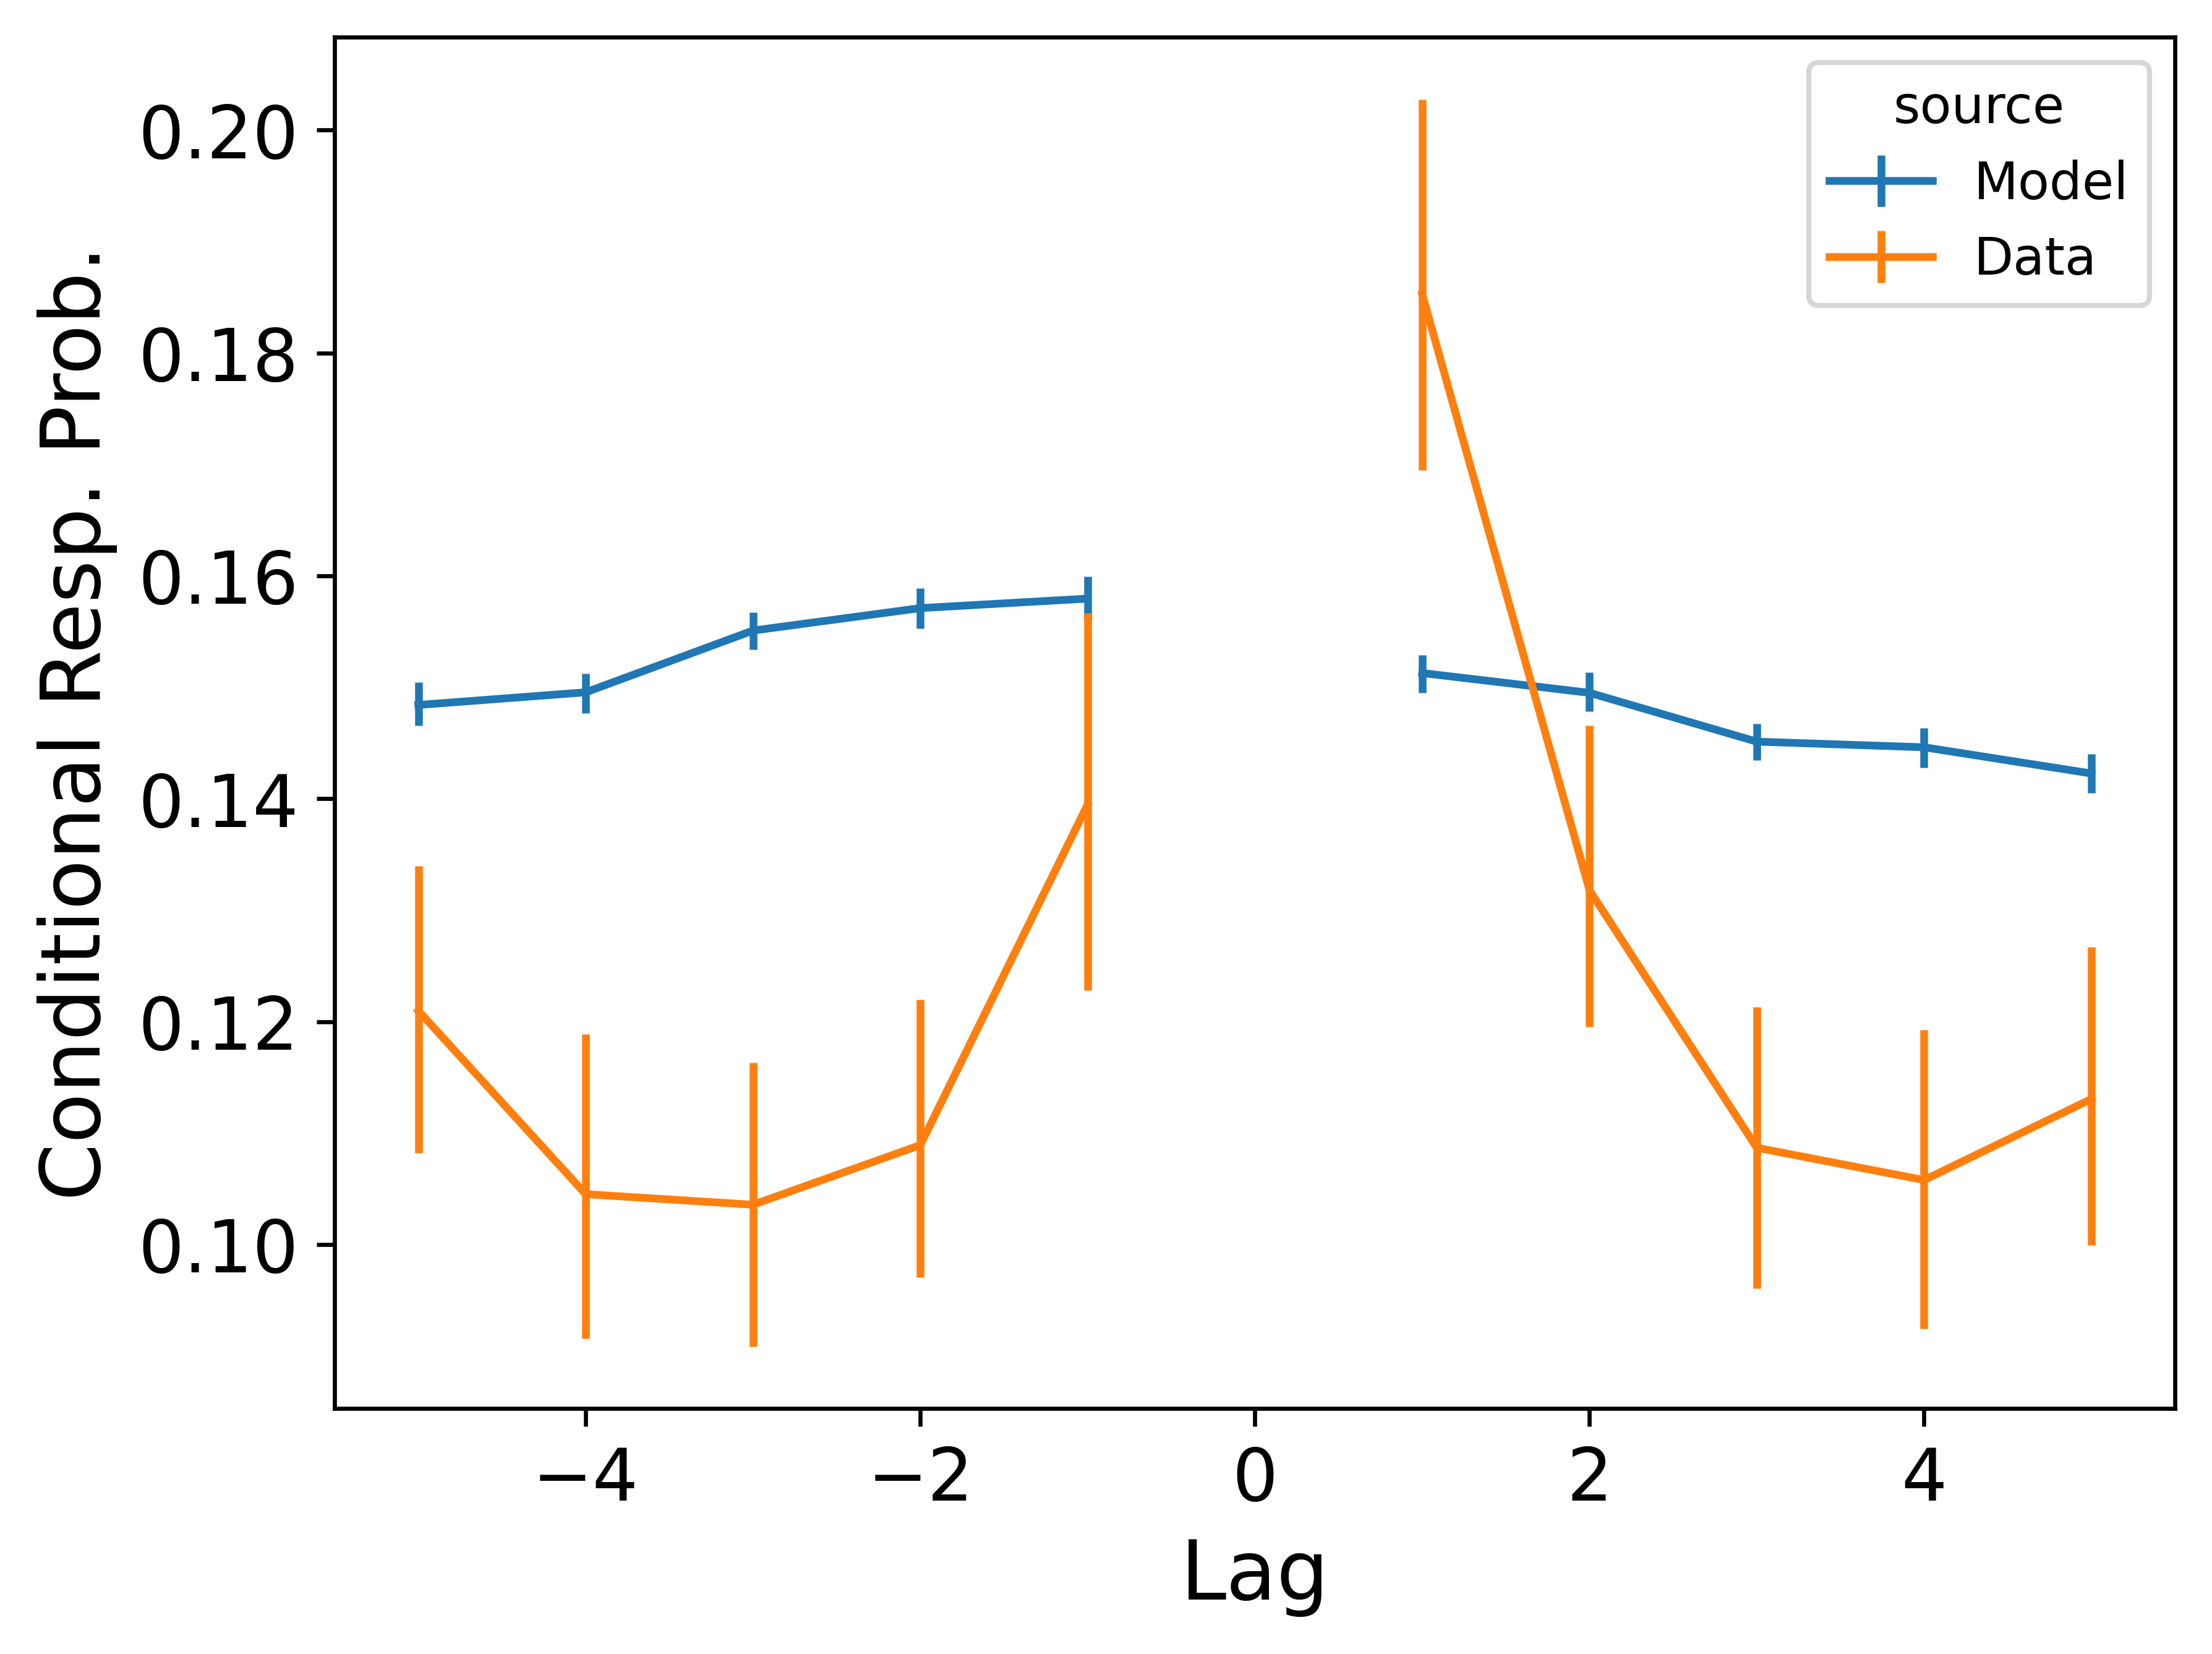 source
Model
Data
Conditional Resp. Prob.
0.20
0.18
0.16
0.14
0.12
0.10
−4 −2 0 2 4
Lag